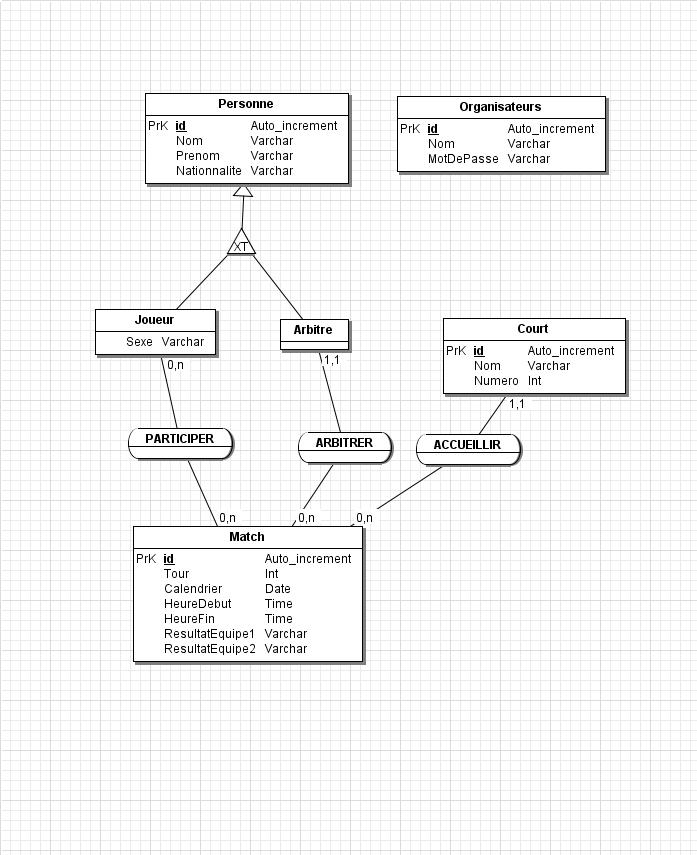 Personne
PrK id Auto_increment
Nom Varchar
Prenom Varchar
Nationnalite Varchar
Organisateurs
PrK id Auto_increment
Nom Varchar
MotDePasse Varchar
XT
Joueur
Sexe Varchar
0,n
Arbitre
1,1
Court
PrK id Auto_increment
Nom Varchar
Numero Int
1,1
PARTICIPER
ARBITRER
ACCUEILLIR
0,n
0,n
0,n
Match
PrK id Auto_increment
Tour Int
Calendrier Date
HeureDebut Time
HeureFin Time
ResultatEquipe1 Varchar
ResultatEquipe2 Varchar